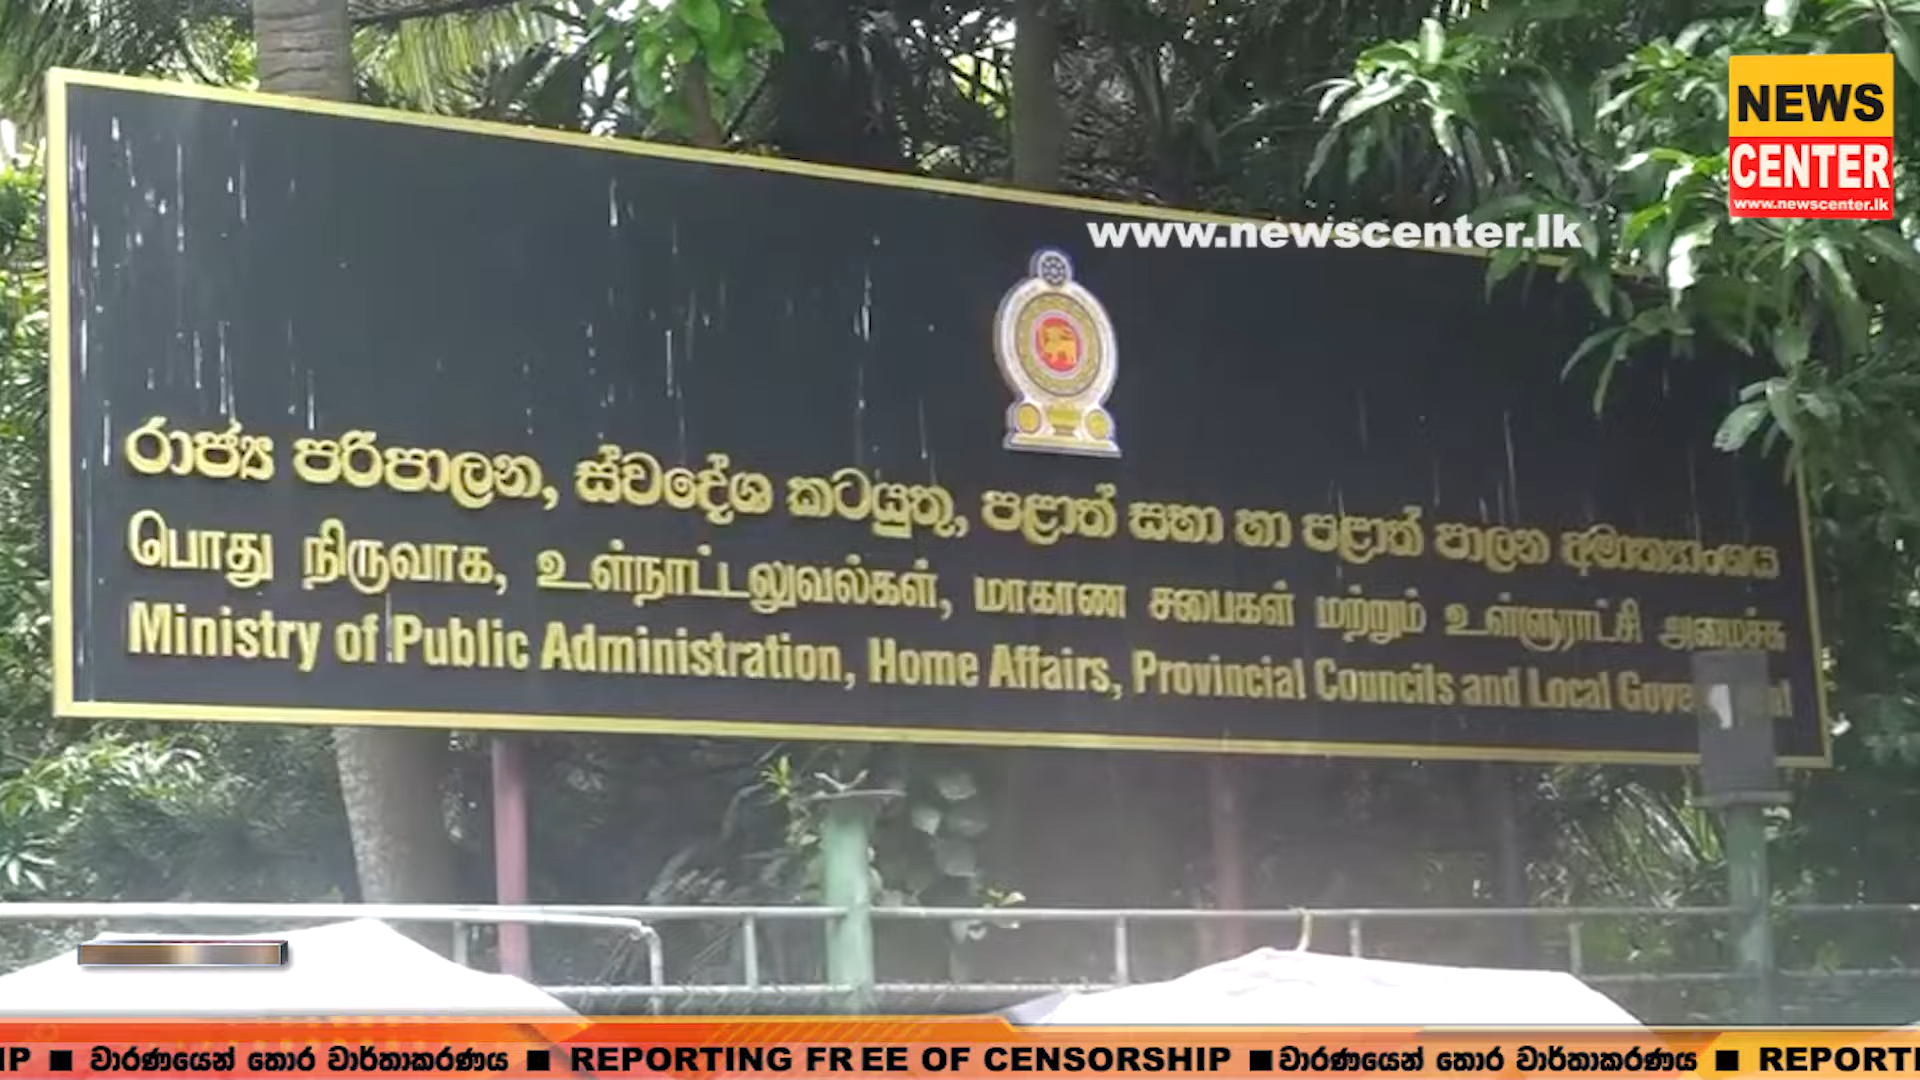 NEWS
CENTER
www.newscenter.lk
www.newscenter.lk
රාජ්‍ය පරිපාලන, ස්වදේශ කටයුතු, පළාත් සභා හා පළාත් පාලන අමාත්‍යාංශය
பொது நிருவாக, உள்நாட்டலுவல்கள், மாகாண சபைகள் மற்றும் உள்ளூராட்சி அமைச்சு
Ministry of Public Administration, Home Affairs, Provincial Councils and Local
IP ■ වාරණයෙන් තොර වාර්තාකරණය ■ REPORTING FREE OF CENSORSHIP ■ වාරණයෙන් තොර වාර්තාකරණය ■ REPORTI